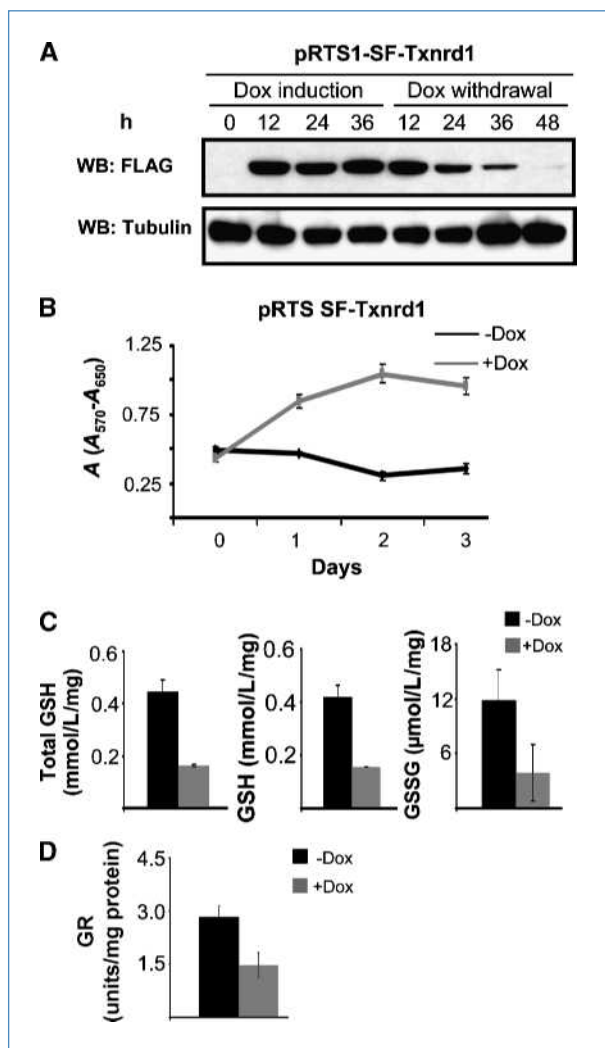 A
pRTS1-SF-Txnrd1
Dox induction Dox withdrawal
h 0 12 24 36 12 24 36 48
WB: FLAG
WB: Tubulin
B
pRTS SF-Txnrd1
-Dox
+Dox
A (A570-A650)
1.25
0.75
0.25
0 1 2 3
Days
C
Total GSH (mmol/L/mg)
0.6
0.4
0.2
GSH (mmol/L/mg)
0.6
0.4
0.2
GSSG (µmol/L/mg)
18
12
6
-Dox
+Dox
D
GR (units/mg protein)
4.5
3.0
1.5
-Dox
+Dox